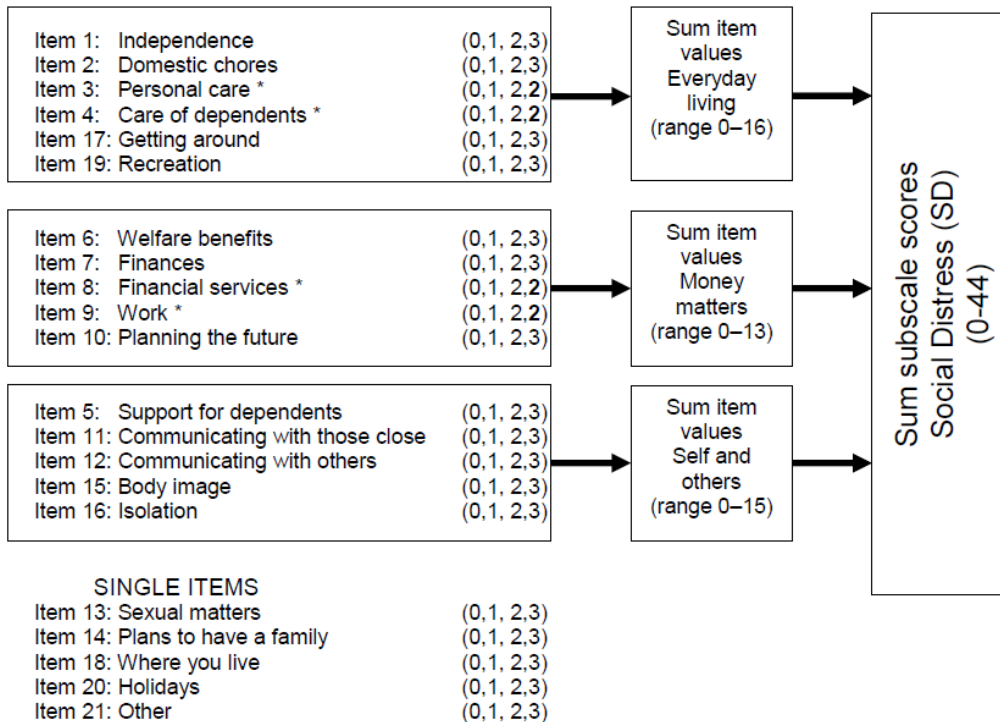 Item 1: Independence (0,1, 2,3)
Item 2: Domestic chores (0,1, 2,3)
Item 3: Personal care * (0,1, 2,2)
Item 4: Care of dependents * (0,1, 2,2)
Item 17: Getting around (0,1, 2,3)
Item 19: Recreation (0,1, 2,3)
Sum item
values
Everyday
living
(range 0–16)
Item 6: Welfare benefits (0,1, 2,3)
Item 7: Finances (0,1, 2,3)
Item 8: Financial services * (0,1, 2,2)
Item 9: Work * (0,1, 2,2)
Item 10: Planning the future (0,1, 2,3)
Sum item
values
Money
matters
(range 0–13)
Item 5: Support for dependents (0,1, 2,3)
Item 11: Communicating with those close (0,1, 2,3)
Item 12: Communicating with others (0,1, 2,3)
Item 15: Body image (0,1, 2,3)
Item 16: Isolation (0,1, 2,3)
Sum item
values
Self and
others
(range 0–15)
Sum subscale scores
Social Distress (SD)
(0-44)
SINGLE ITEMS
Item 13: Sexual matters (0,1, 2,3)
Item 14: Plans to have a family (0,1, 2,3)
Item 18: Where you live (0,1, 2,3)
Item 20: Holidays (0,1, 2,3)
Item 21: Other (0,1, 2,3)